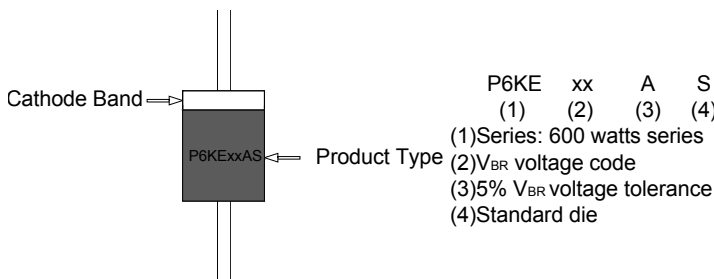 Cathode Band
P6KExxAS
Product Type
P6KE xx A S
(1) (2) (3) (4)
(1)Series: 600 watts series
(2)VBR voltage code
(3)5% VBR voltage tolerance
(4)Standard die